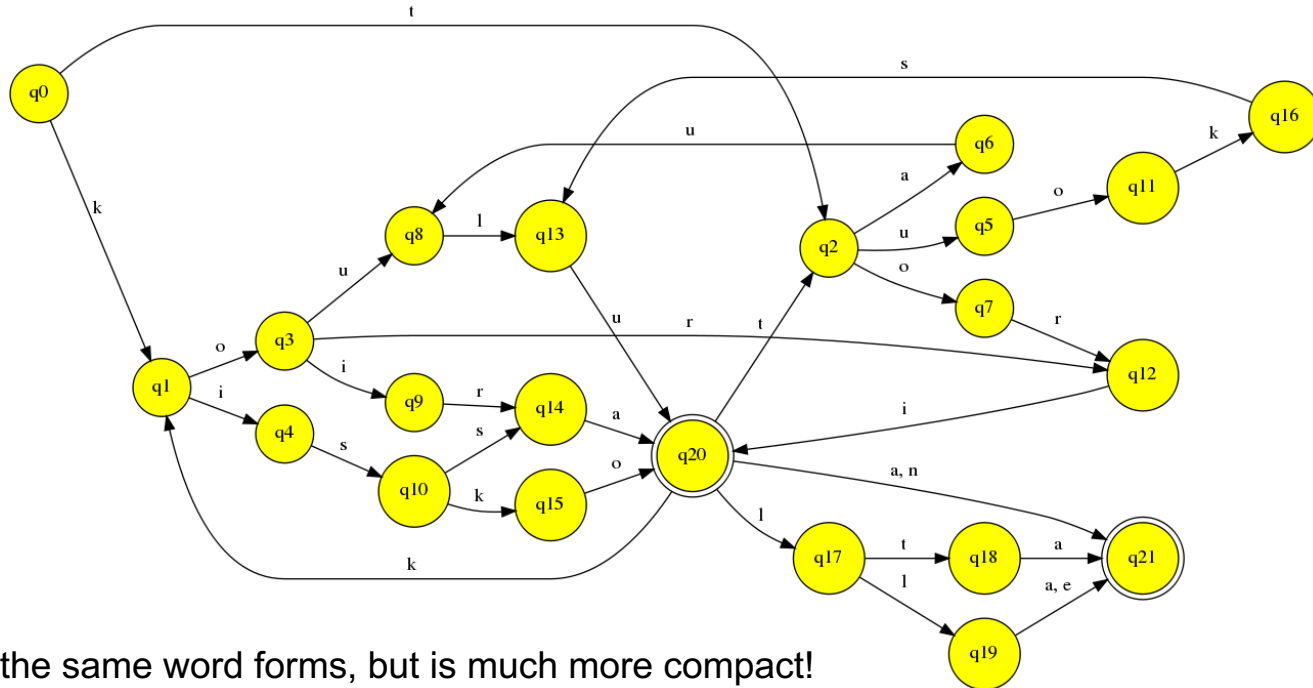 t
s
q0
q6
q16
u
k
a
q11
k
o
q8
l
q13
q2
u
q5
u
o
q7
u
r
t
r
o
q3
q12
q1
i
i
q9
r
q14
a
i
q4
s
s
q20
a, n
q10
k
q15
o
l
k
q17
t
q18
a
q21
l
a, e
q19
the same word forms, but is much more compact!